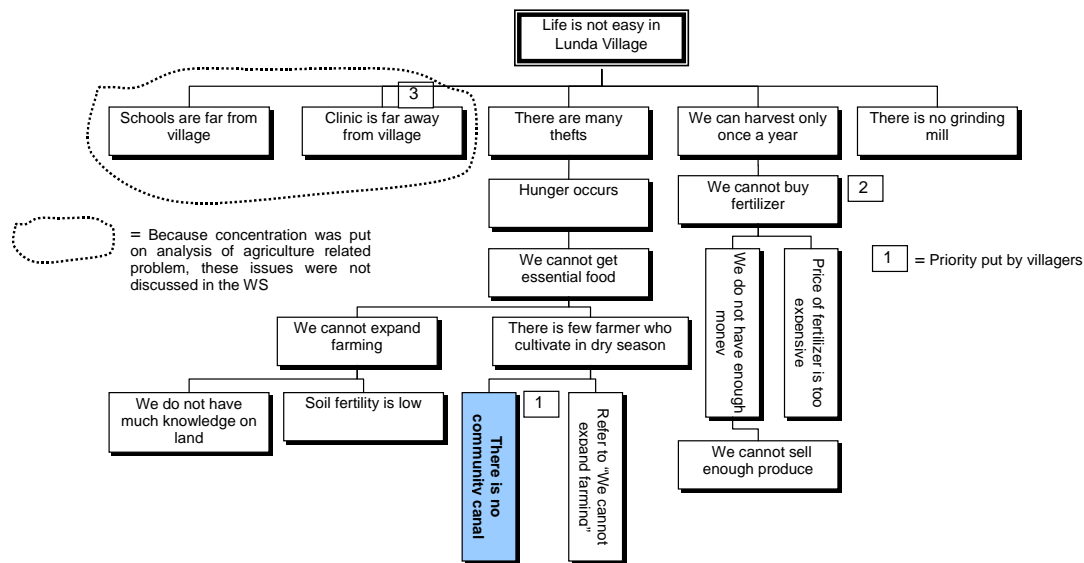 Life is not easy in
Lunda Village
3
Schools are far from
village
Clinic is far away
from village
There are many
thefts
We can harvest only
once a year
There is no grinding
mill
Hunger occurs
We cannot buy
fertilizer
2
= Because concentration was put
on analysis of agriculture related
problem, these issues were not
discussed in the WS
We cannot get
essential food
We do not have enough
money
Price of fertilizer is too
expensive
1 = Priority put by villagers
We cannot expand
farming
There is few farmer who
cultivate in dry season
We do not have
much knowledge on
land
Soil fertility is low
There is no
community canal
1
Refer to "We cannot
expand farming"
We cannot sell
enough produce